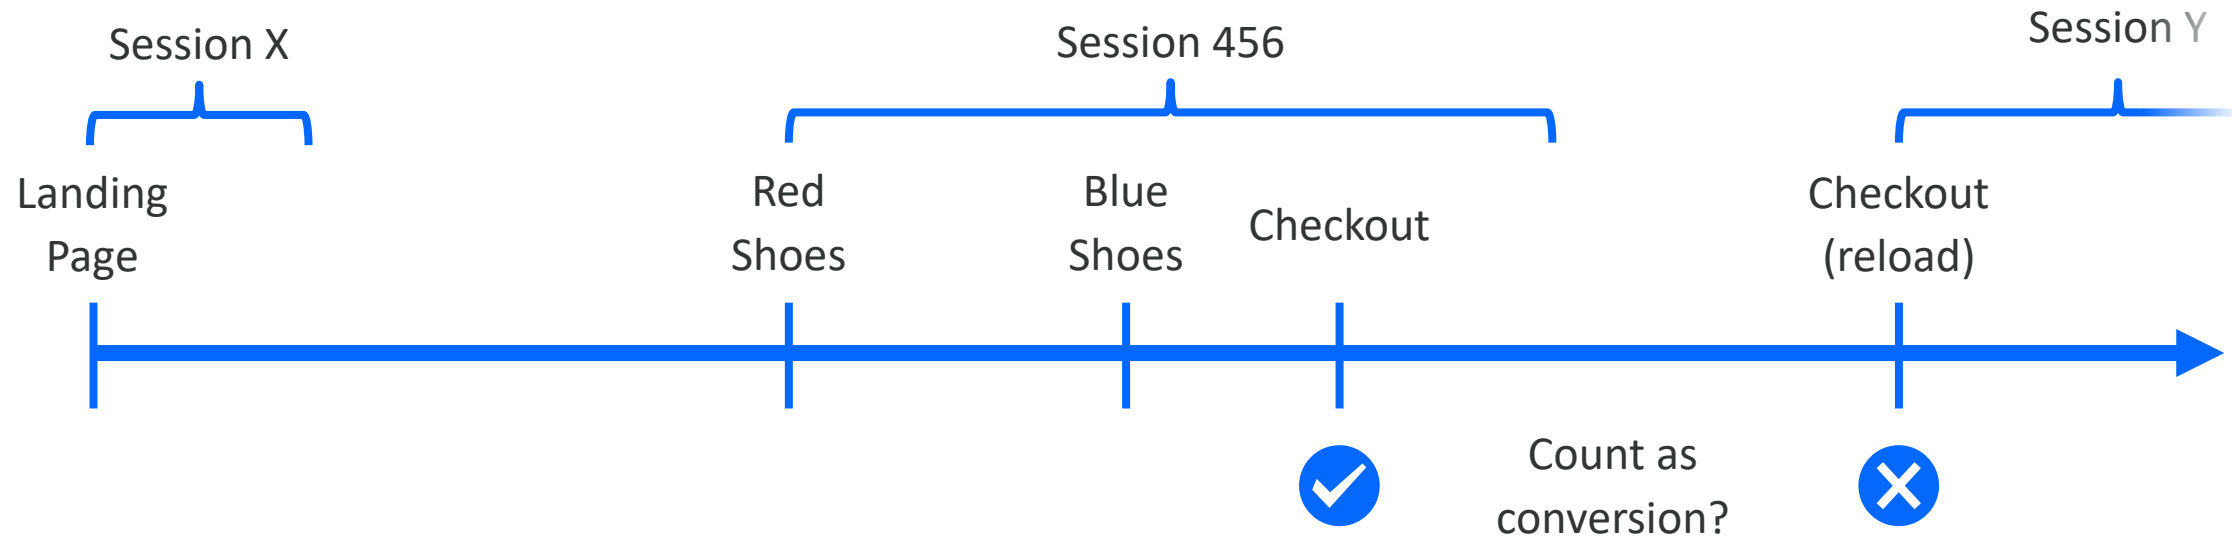 Session X
Session 456
Session Y
Landing
Page
Red
Shoes
Blue
Shoes
Checkout
Checkout
(reload)
Count as
conversion?